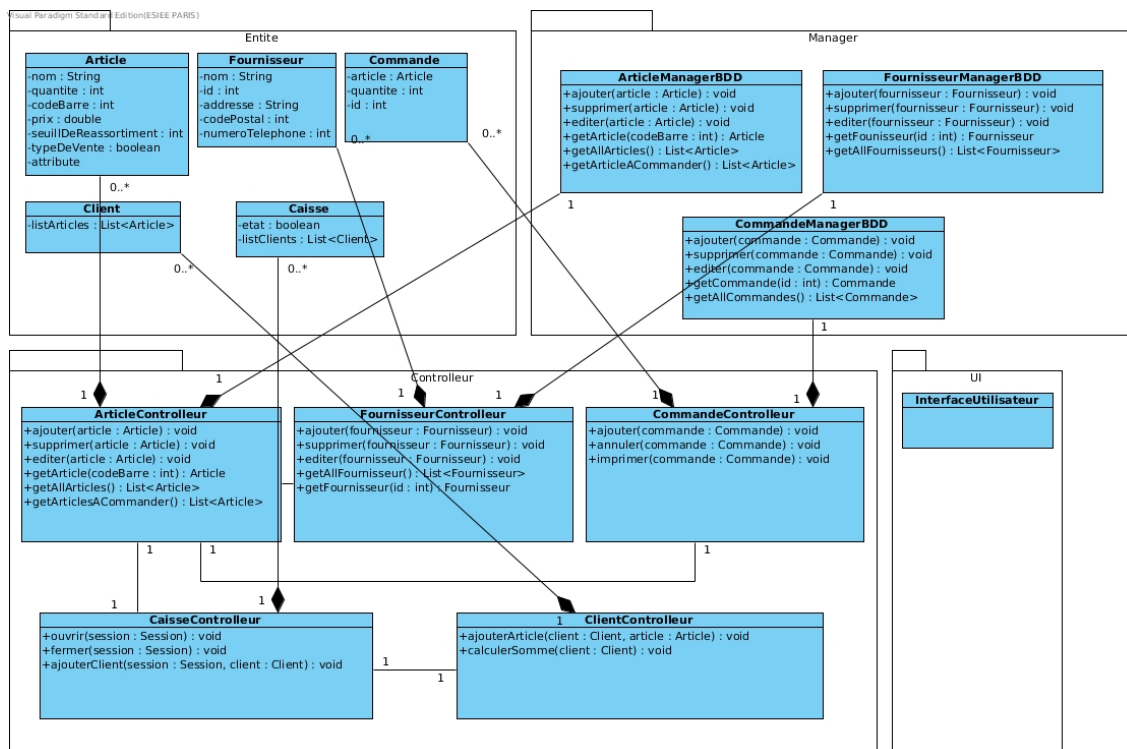 Visual Paradigm Standard Edition(ESIEE PARIS)
Entite
Article
-nom : String
-quantite : int
-codeBarre : int
-prix : double
-seuilIDeReassortiment : int
-typeDeVente : boolean
-attribute
Fournisseur
-nom : String
-id : int
-addresse : String
-codePostal : int
-numeroTelephone : int
Commande
-article : Article
-quantite : int
-id : int
0..*
0..*
0..*
Client
-listArticles : List<Article>
0..*
Caisse
-etat : boolean
-listClients : List<Client>
0..*
Manager
ArticleManagerBDD
+ajouter(article : Article) : void
+supprimer(article : Article) : void
+editer(article : Article) : void
+getArticle(codeBarre : int) : Article
+getAllArticles() : List<Article>
+getArticleACommander() : List<Article>
1
FournisseurManagerBDD
+ajouter(fournisseur : Fournisseur) : void
+supprimer(fournisseur : Fournisseur) : void
+editer(fournisseur : Fournisseur) : void
+getFounisseur(id : int) : Fournisseur
+getAllFournisseurs() : List<Fournisseur>
1
CommandeManagerBDD
+ajouter(commande : Commande) : void
+supprimer(commande : Commande) : void
+editer(commande : Commande) : void
+getCommande(id : int) : Commande
+getAllCommandes() : List<Commande>
1
Controlleur
1
1
1
1
1
1
ArticleControlleur
+ajouter(article : Article) : void
+supprimer(article : Article) : void
+editer(article : Article) : void
+getArticle(codeBarre : int) : Article
+getAllArticles() : List<Article>
+getArticlesACommander() : List<Article>
FournisseurControlleur
+ajouter(fournisseur : Fournisseur) : void
+supprimer(fournisseur : Fournisseur) : void
+editer(fournisseur : Fournisseur) : void
+getAllFournisseur() : List<Fournisseur>
+getFournisseur(id : int) : Fournisseur
CommandeControlleur
+ajouter(commande : Commande) : void
+annuler(commande : Commande) : void
+imprimer(commande : Commande) : void
1
1
1
1
1
CaisseControlleur
+ouvrir(session : Session) : void
+fermer(session : Session) : void
+ajouterClient(session : Session, client : Client) : void
1
1
1
ClientControlleur
+ajouterArticle(client : Client, article : Article) : void
+calculerSomme(client : Client) : void
UI
InterfaceUtilisateur